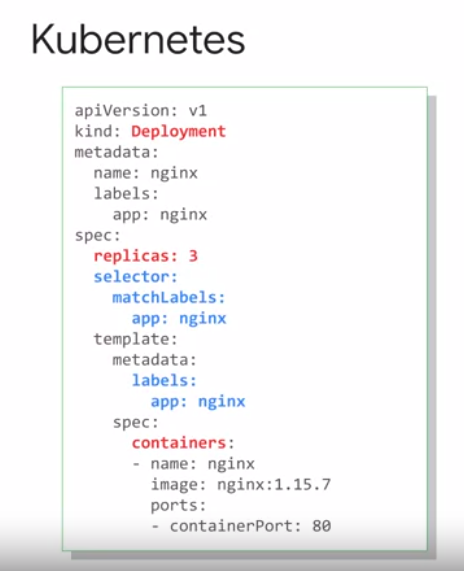 Kubernetes
apiVersion: v1
kind: Deployment
metadata:
  name: nginx
  labels:
    app: nginx
spec:
  replicas: 3
  selector:
    matchLabels:
      app: nginx
  template:
    metadata:
      labels:
        app: nginx
    spec:
      containers:
      - name: nginx
        image: nginx:1.15.7
        ports:
        - containerPort: 80